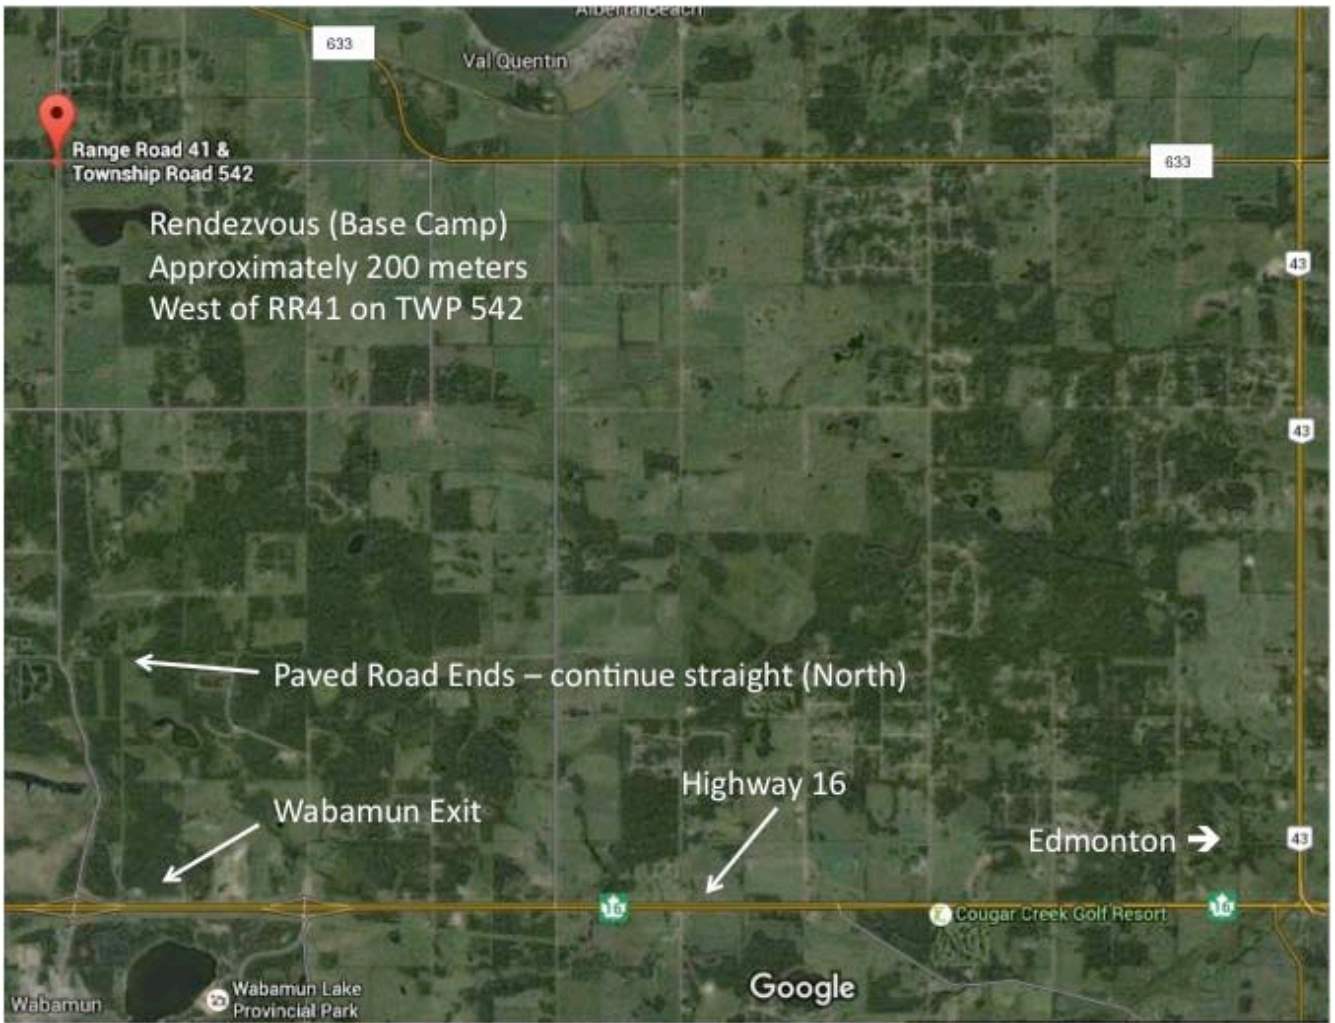 Alberta Beach
633
Val Quentin
Range Road 41 &
Township Road 542
633
Rendezvous (Base Camp)
Approximately 200 meters
West of RR41 on TWP 542
43
43
Paved Road Ends – continue straight (North)
Highway 16
Wabamun Exit
Edmonton →
43
16
16
Cougar Creek Golf Resort
Wabamun Lake
Provincial Park
Google
Wabamun